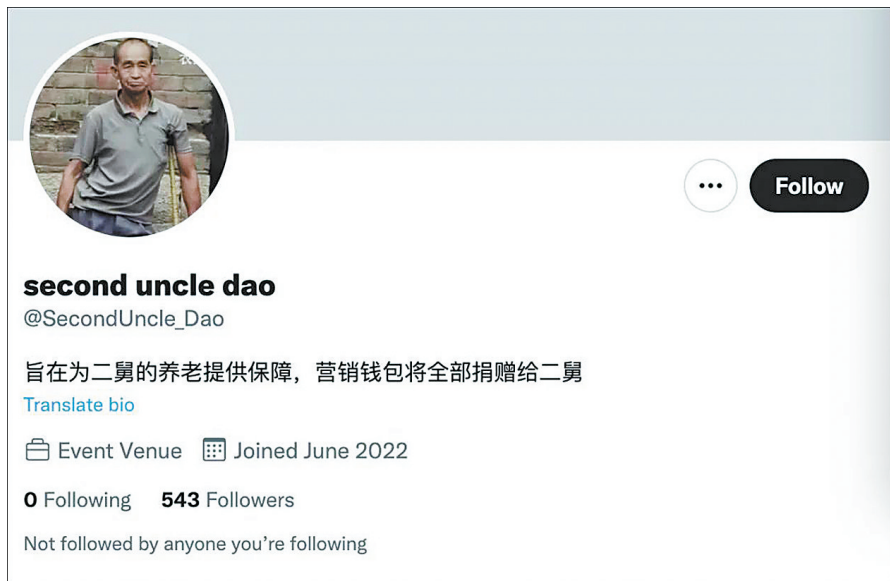 Follow
second uncle dao
@SecondUncle_Dao
旨在为二舅的养老提供保障，营销钱包将全部捐赠给二舅
Translate bio
Event Venue Joined June 2022
0 Following 543 Followers
Not followed by anyone you're following